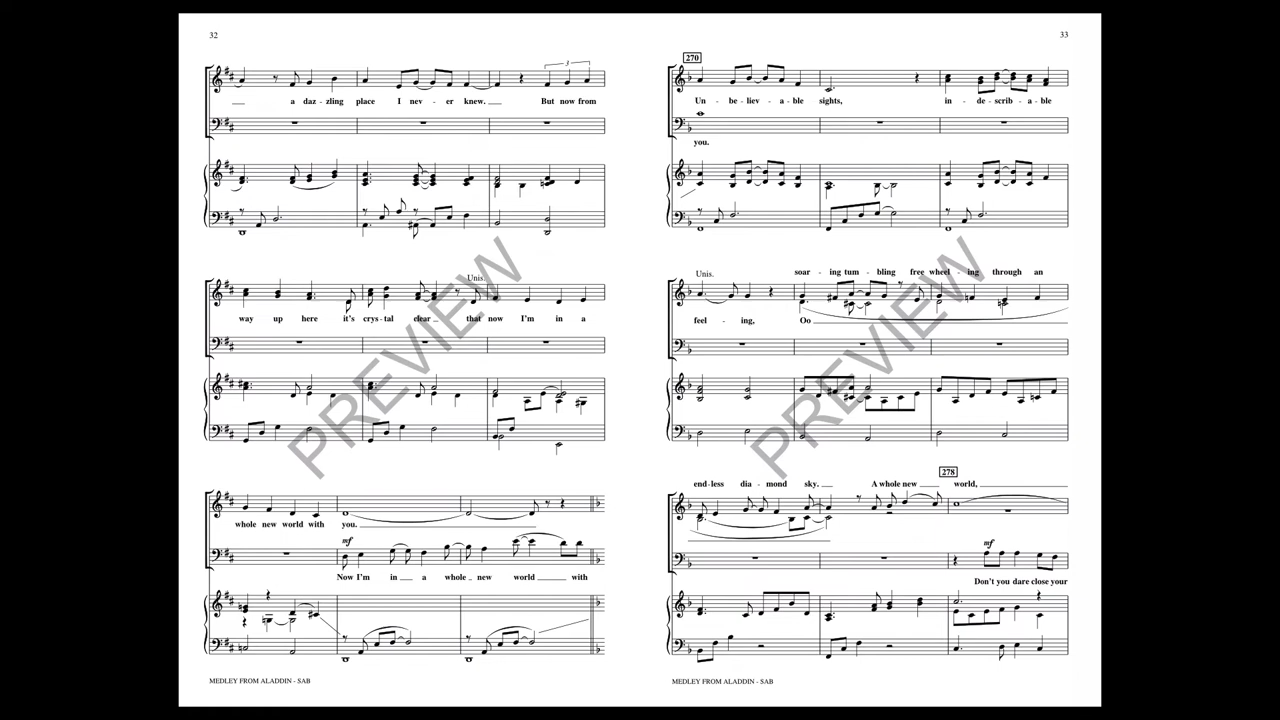 32
a daz - zling place I nev - er knew. But now from
3
way up here it's crys - tal clear that now I'm in a
Unis.
whole new world with you.
mf
Now I'm in a whole new world with
MEDLEY FROM ALADDIN - SAB
PREVIEW
33
270
Un - be - liev - a - ble sights, in - de - scrib - a - ble
you.
Unis.
soar - ing tum - bling free wheel - ing through an
feel - ing, Oo
end - less dia - mond sky. A whole new world,
278
mf
Don't you dare close your
MEDLEY FROM ALADDIN - SAB
PREVIEW